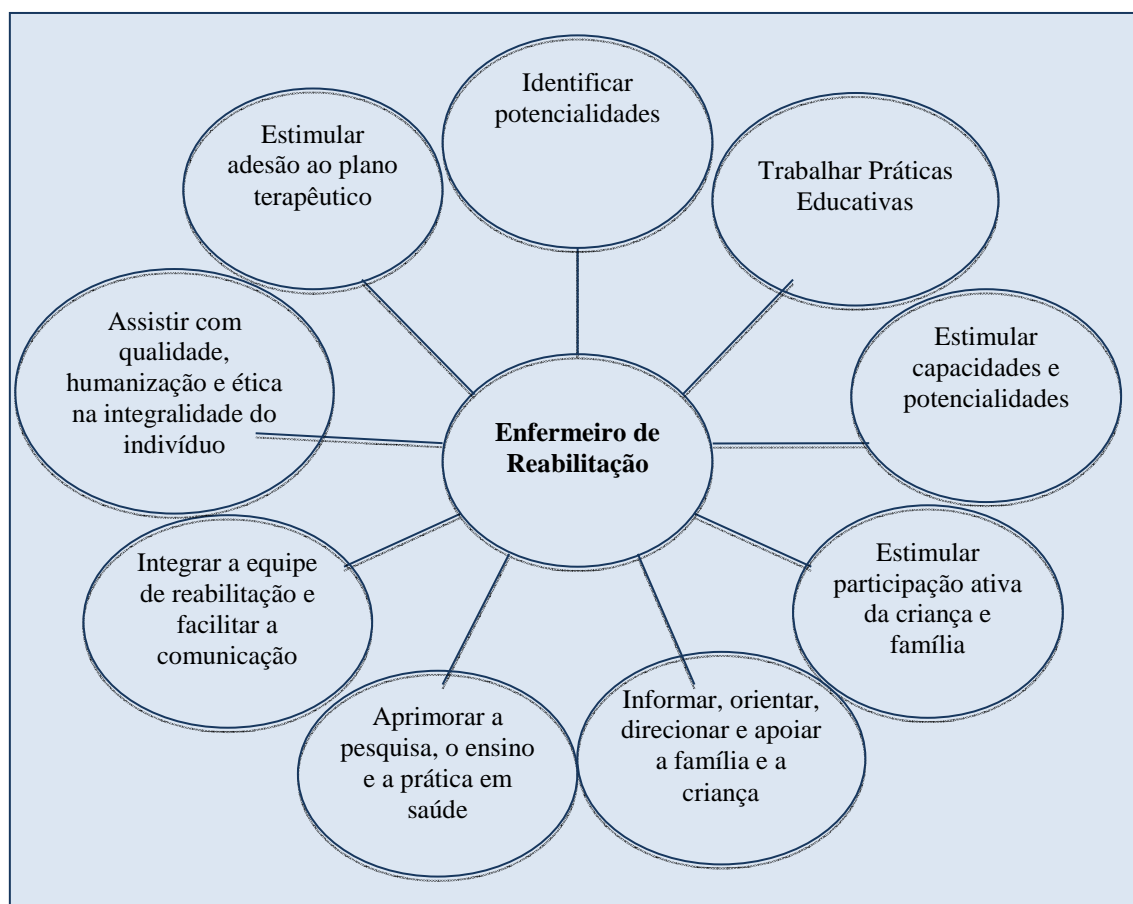 Identificar
potencialidades
Estimular
adesão ao plano
terapêutico
Trabalhar Práticas
Educativas
Assistir com
qualidade,
humanização e ética
na integralidade do
indivíduo
Estimular
capacidades e
potencialidades
Enfermeiro de
Reabilitação
Integrar a equipe
de reabilitação e
facilitar a
comunicação
Estimular
participação ativa
da criança e
família
Aprimorar a
pesquisa, o ensino
e a prática em
saúde
Informar, orientar,
direcionar e apoiar
a família e a
criança